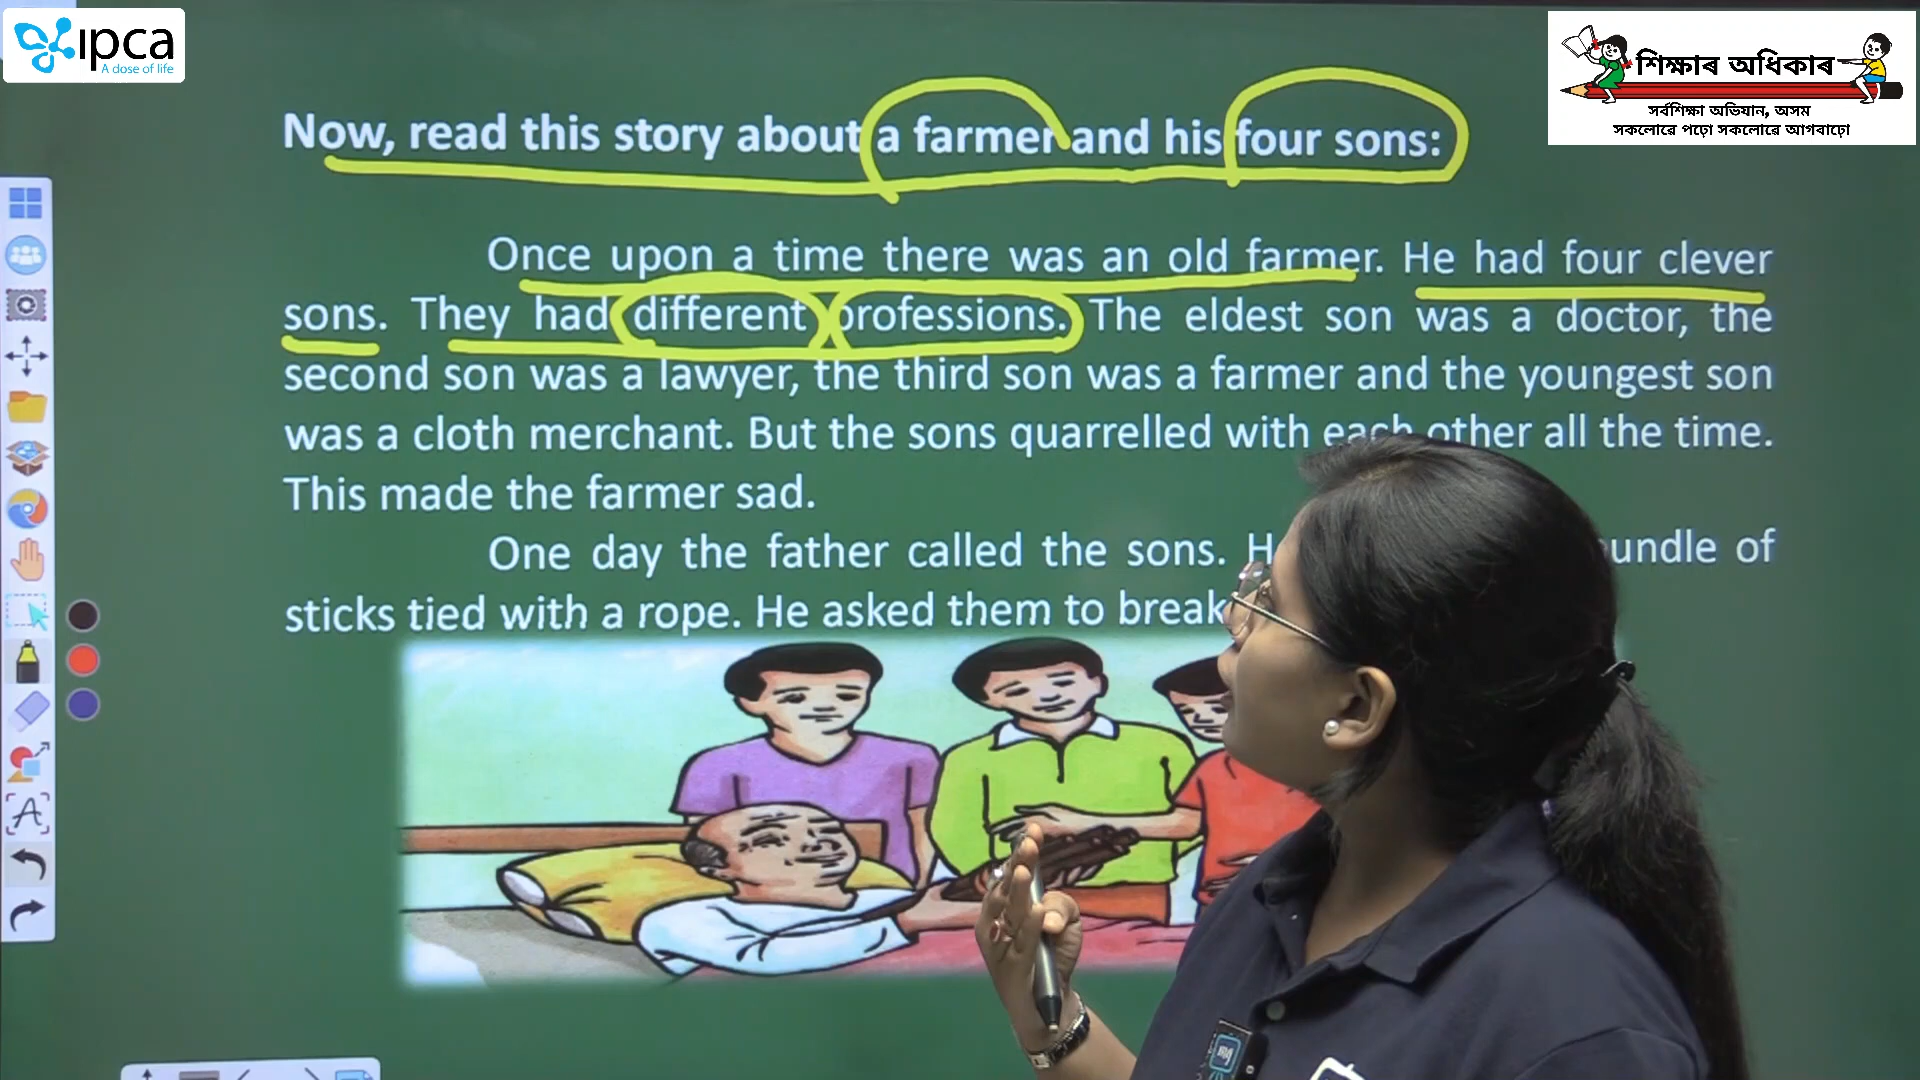 ipca
A dose of life
শিক্ষাৰ অধিকাৰ
সর্বশিক্ষা অভিযান, অসম
সকলোৱে পঢ়ো সকলোৱে আগবাঢ়ো
Now, read this story about a farmer and his four sons:
Once upon a time there was an old farmer. He had four clever
sons. They had different professions. The eldest son was a doctor, the
second son was a lawyer, the third son was a farmer and the youngest son
was a cloth merchant. But the sons quarrelled with each other all the time.
This made the farmer sad.
One day the father called the sons. of
sticks tied with a rope. He asked them to break